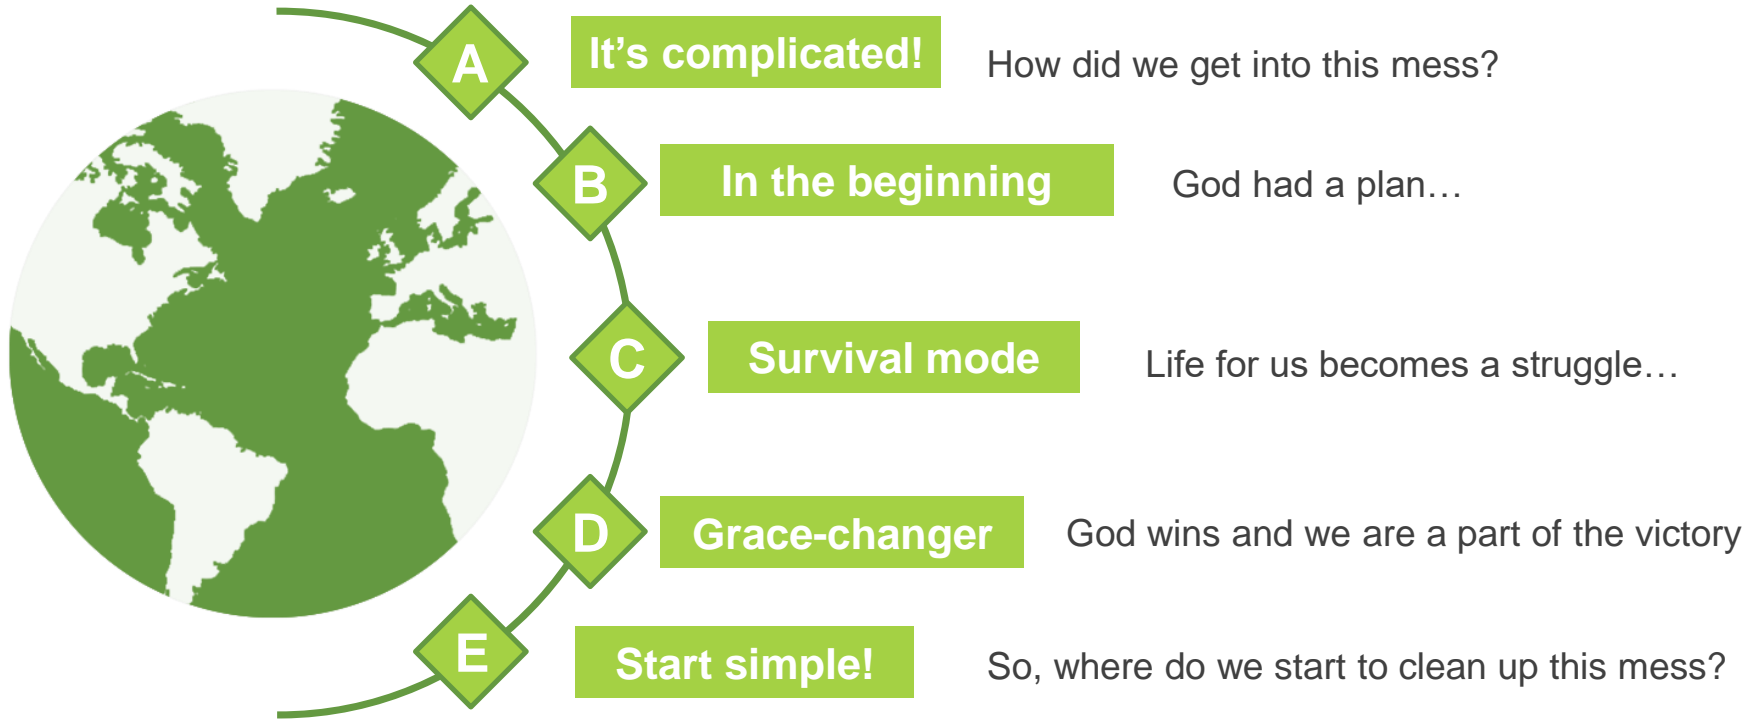 A It's complicated! How did we get into this mess?
B In the beginning God had a plan…
C Survival mode Life for us becomes a struggle…
D Grace-changer God wins and we are a part of the victory
E Start simple! So, where do we start to clean up this mess?